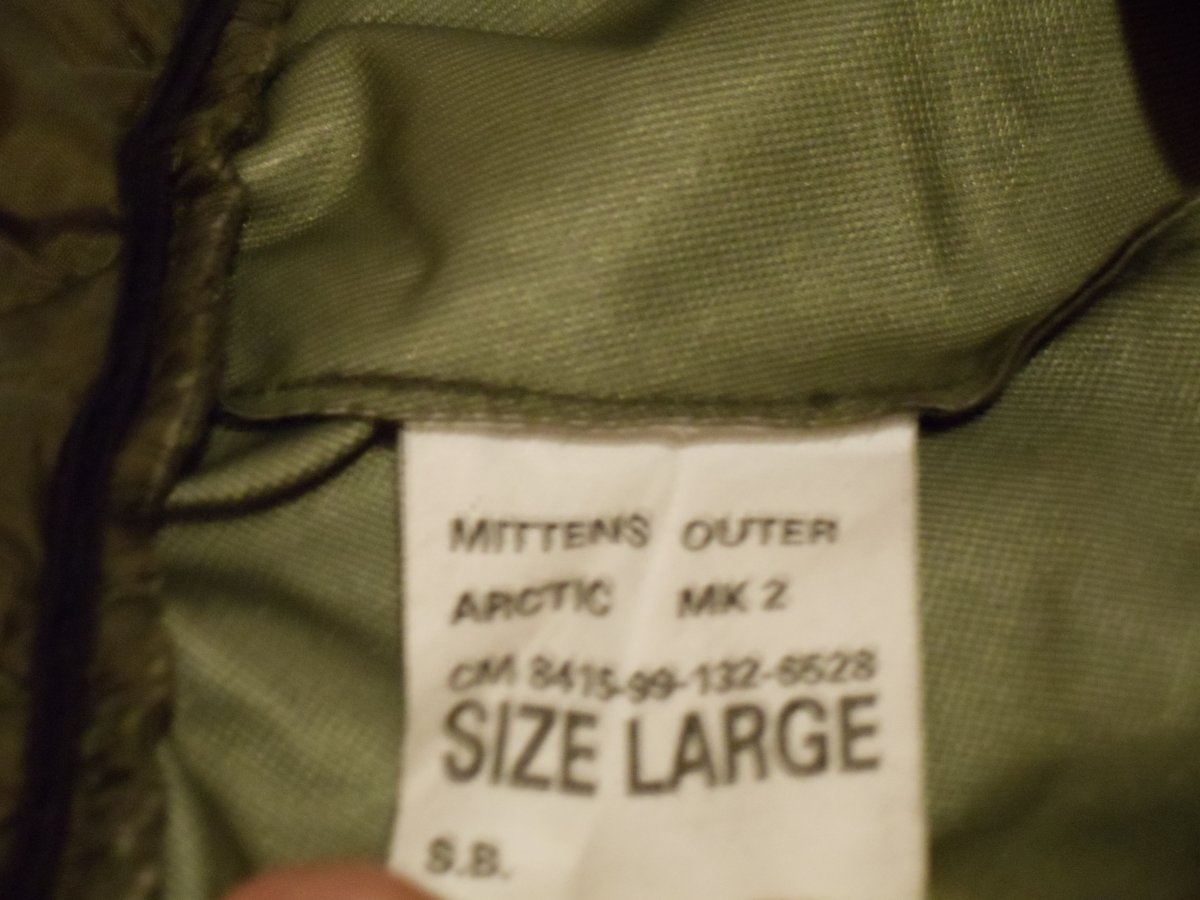 MITTENS OUTER
ARCTIC MK 2
CM 8415-99-132-6528
SIZE LARGE
S.B.